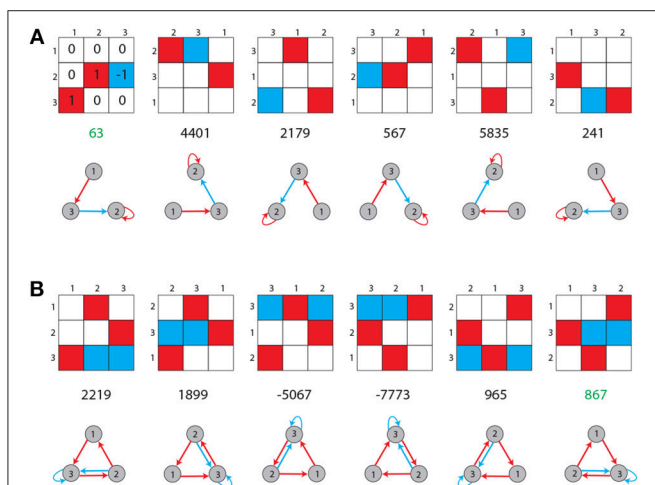 A
1 2 3 2 3 1 3 1 2 3 2 1 2 1 3 1 3 2
1 0 0 0 2 3 3 2 1
2 0 1 -1 3 1 2 1 3
3 1 0 0 1 2 1 3 2
63 4401 2179 567 5835 241
1 2 3 3 2 1
3 2 1 3 2 1 1 2 3 1 2 3
B
1 2 3 2 3 1 3 1 2 3 2 1 2 1 3 1 3 2
1 2 3 3 2 1
2 3 1 2 1 3
3 1 2 1 3 2
2219 1899 -5067 -7773 965 867
1 2 3 3 2 1
3 2 1 3 2 1 1 2 3 1 2 3